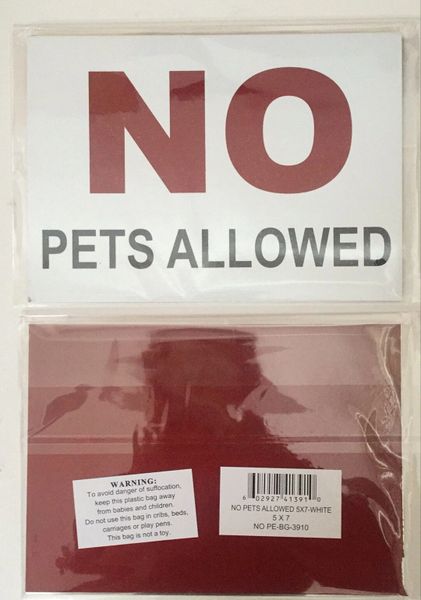 NO
PETS ALLOWED
WARNING:
To avoid danger of suffocation,
keep this plastic bag away
from babies and children.
Do not use this bag in cribs, beds,
carriages or play pens.
This bag is not a toy.
6 02927 41391 0
NO PETS ALLOWED 5X7-WHITE
5 X 7
NO PE-BG-3910